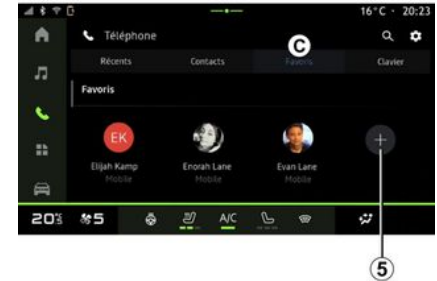 16°C · 20:23
Téléphone
C
Récents Contacts Favoris Clavier
Favoris
EK
+
Elijah Kamp Enorah Lane Evan Lane
Mobile Mobile Mobile
20°5 5 A/C
5